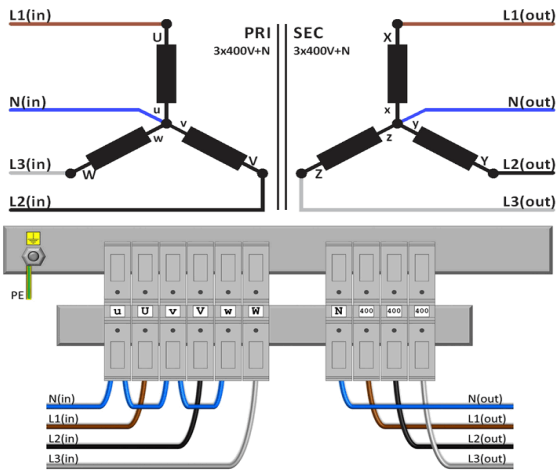 L1(in) PRI SEC L1(out)
U 3x400V+N 3x400V+N X
N(in) u x N(out)
v y
w z
L3(in) W V Z Y L2(out)
L2(in) L3(out)
PE
u U v V w W N 400 400 400
N(in) N(out)
L1(in) L1(out)
L2(in) L2(out)
L3(in) L3(out)